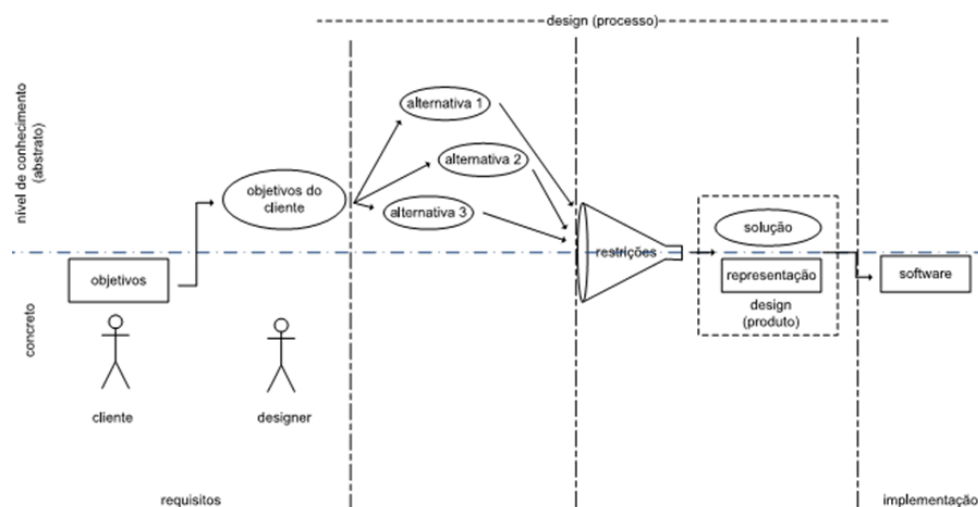 design (processo)
nível de conhecimento
(abstrato)
alternativa 1
alternativa 2
alternativa 3
objetivos do
cliente
objetivos
restrições
solução
representação
design
(produto)
software
concreto
cliente
designer
requisitos
implementação